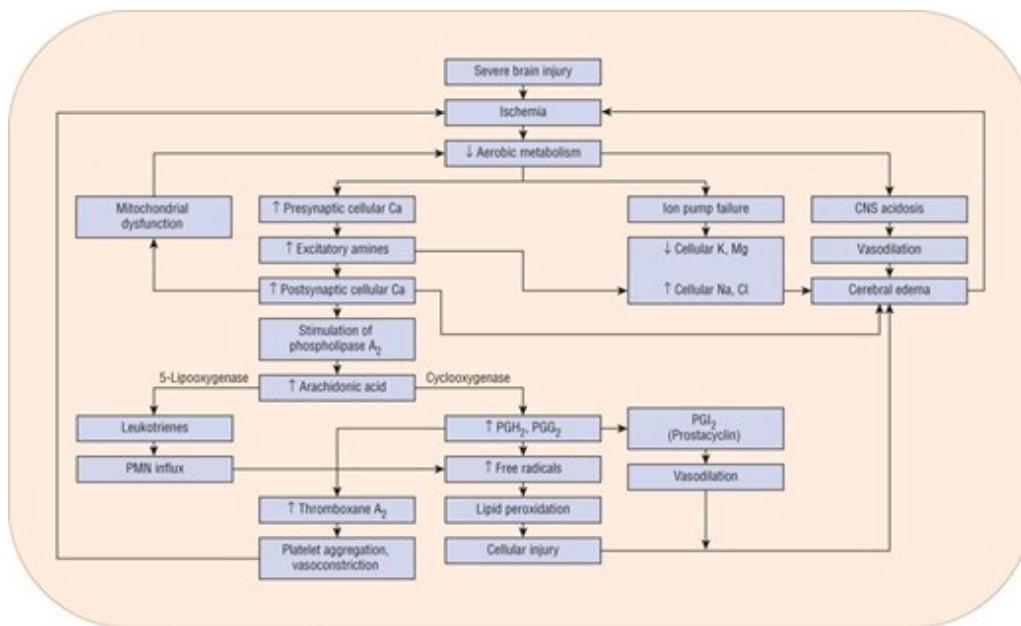 Severe brain injury
Ischemia
↓ Aerobic metabolism
Mitochondrial
dysfunction
↑ Presynaptic cellular Ca
Ion pump failure
CNS acidosis
↑ Excitatory amines
↓ Cellular K, Mg
↑ Cellular Na, Cl
Vasodilation
↑ Postsynaptic cellular Ca
Cerebral edema
Stimulation of
phospholipase A₂
5-Lipooxygenase
↑ Arachidonic acid
Cyclooxygenase
Leukotrienes
↑ PGH₂, PGG₂
PGI₂
(Prostacyclin)
PMN influx
↑ Free radicals
Vasodilation
↑ Thromboxane A₂
Lipid peroxidation
Platelet aggregation,
vasoconstriction
Cellular injury